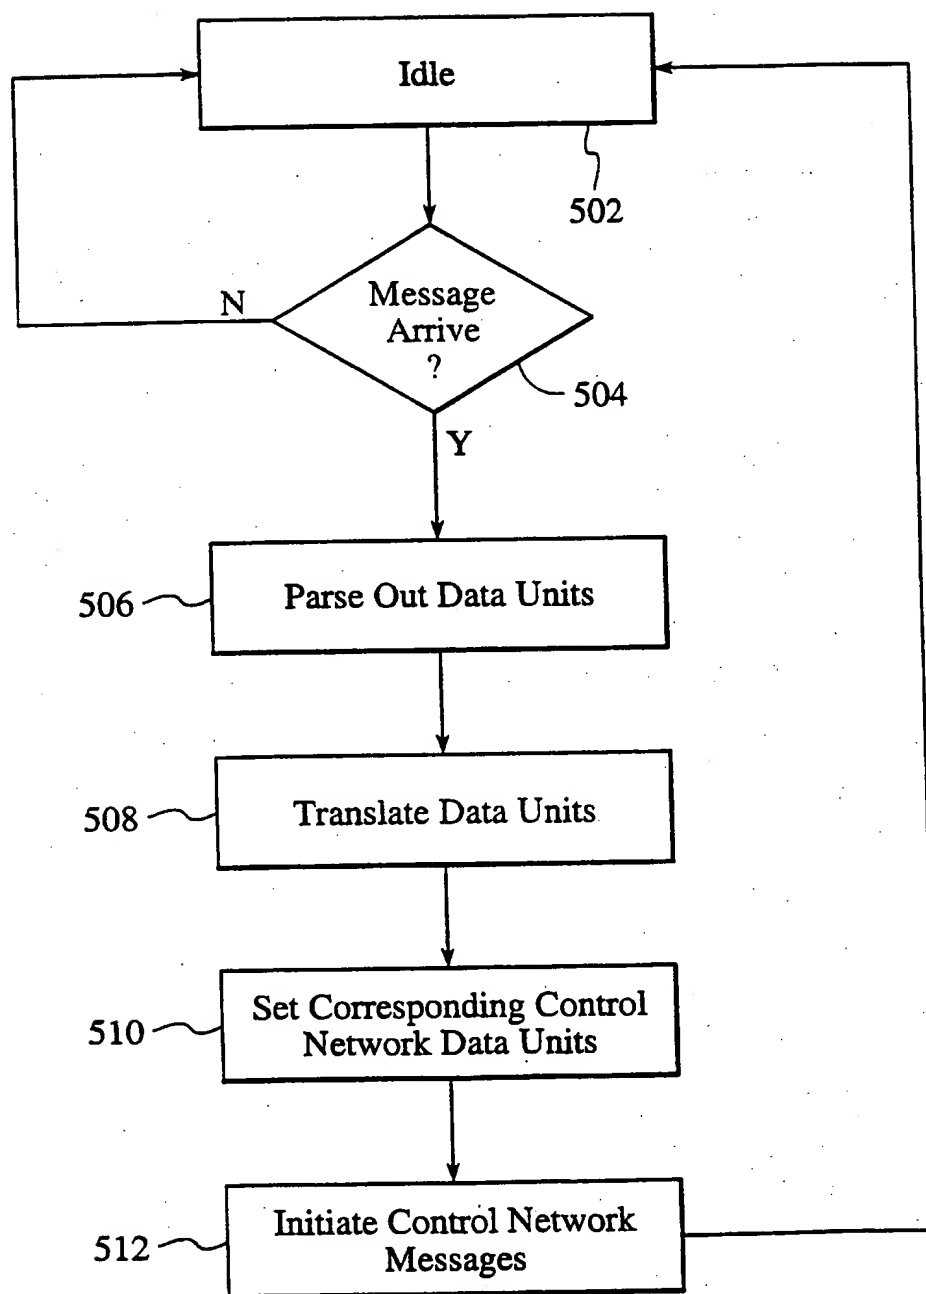 Idle
502
Message
Arrive
?
N
504
Y
Parse Out Data Units
506
Translate Data Units
508
Set Corresponding Control
Network Data Units
510
Initiate Control Network
Messages
512